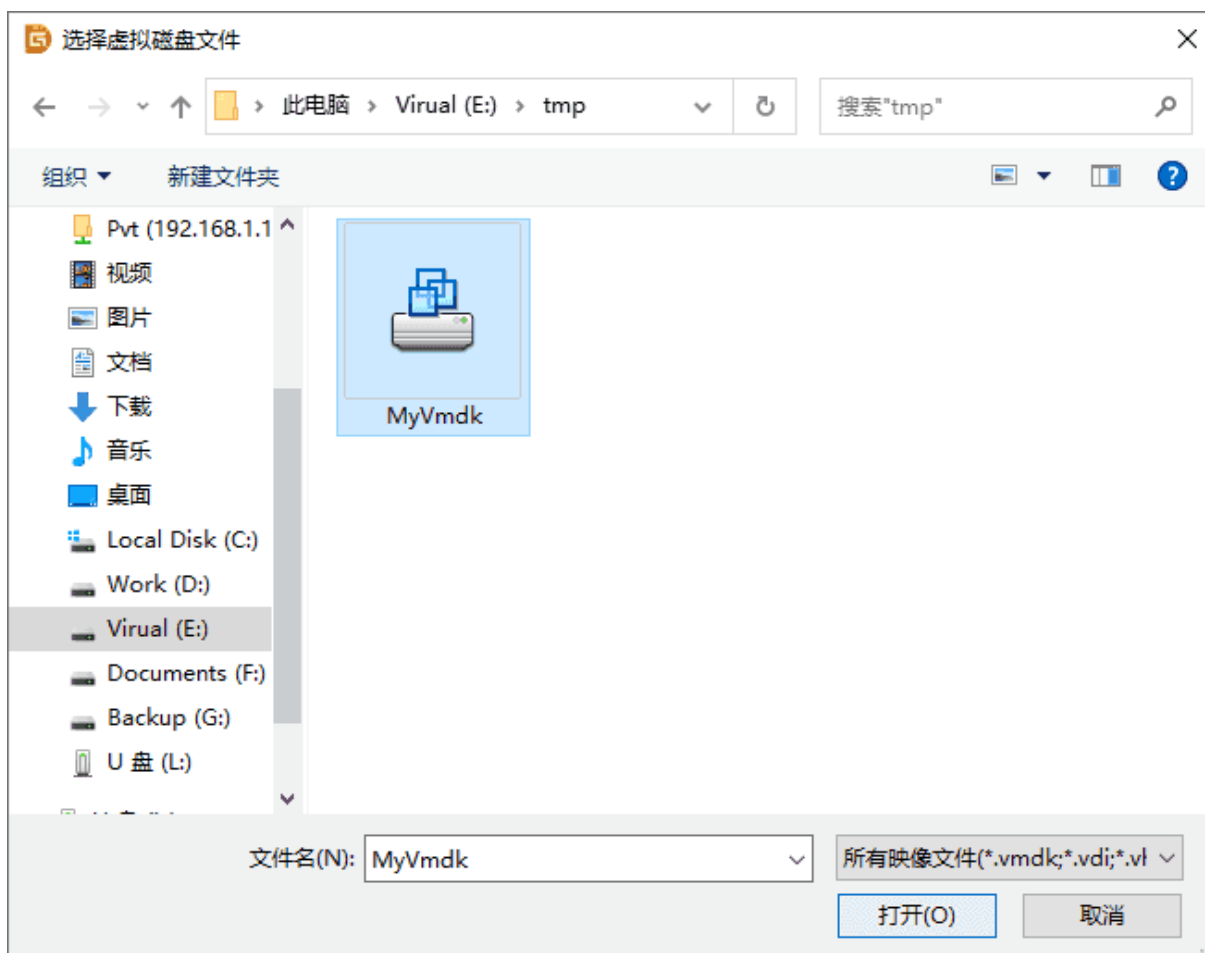 选择虚拟磁盘文件
此电脑 > Virual (E:) > tmp
搜索"tmp"
组织
新建文件夹
?
Pvt (192.168.1.1
视频
图片
文档
下载
音乐
桌面
Local Disk (C:)
Work (D:)
Virual (E:)
Documents (F:)
Backup (G:)
U 盘 (L:)
MyVmdk
文件名(N): MyVmdk
所有映像文件(*.vmdk;*.vdi;*.vl
打开(O)
取消